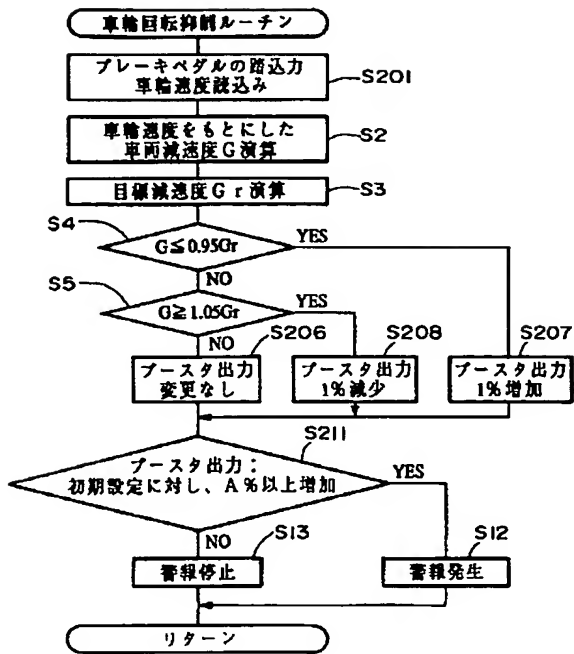 車輪回転抑制ルーチン
ブレーキペダルの踏込力
車輪速度読込み
S201
車輪速度をもとにした
車両減速度G演算
S2
目標減速度Gr演算
S3
S4
G≦0.95Gr
YES
NO
S5
G≧1.05Gr
YES
NO
S206
S208
S207
ブースタ出力
変更なし
ブースタ出力
1%減少
ブースタ出力
1%増加
S211
ブースタ出力：
初期設定に対し、A%以上増加
YES
NO
S13
S12
警報停止
警報発生
リターン